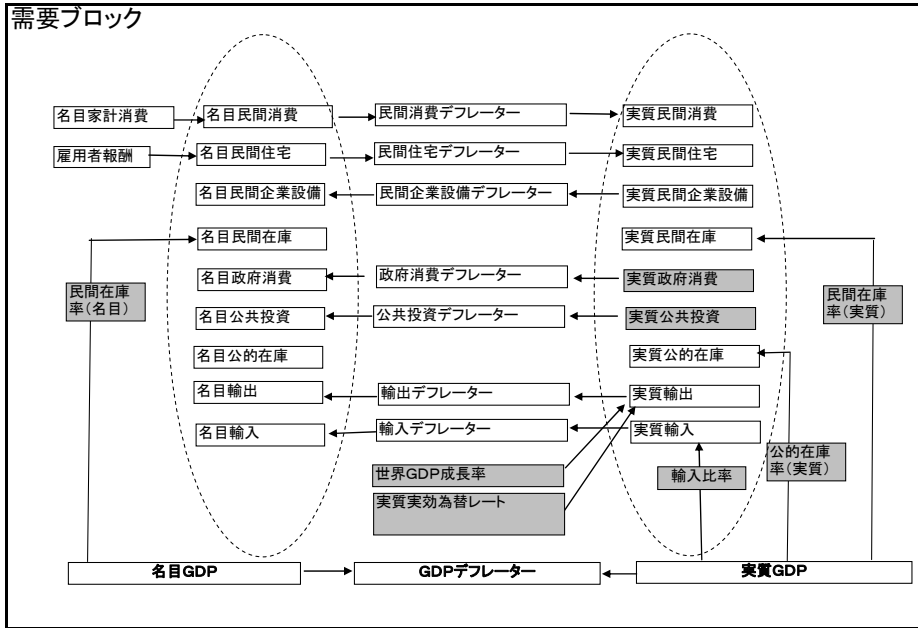 需要ブロック
名目家計消費
名目民間消費
民間消費デフレーター
実質民間消費
雇用者報酬
名目民間住宅
民間住宅デフレーター
実質民間住宅
名目民間企業設備
民間企業設備デフレーター
実質民間企業設備
名目民間在庫
実質民間在庫
民間在庫
率(名目)
名目政府消費
政府消費デフレーター
実質政府消費
民間在庫
率(実質)
名目公共投資
公共投資デフレーター
実質公共投資
名目公的在庫
実質公的在庫
名目輸出
輸出デフレーター
実質輸出
名目輸入
輸入デフレーター
実質輸入
世界GDP成長率
輸入比率
公的在庫
率(実質)
実質実効為替レート
名目GDP
GDPデフレーター
実質GDP